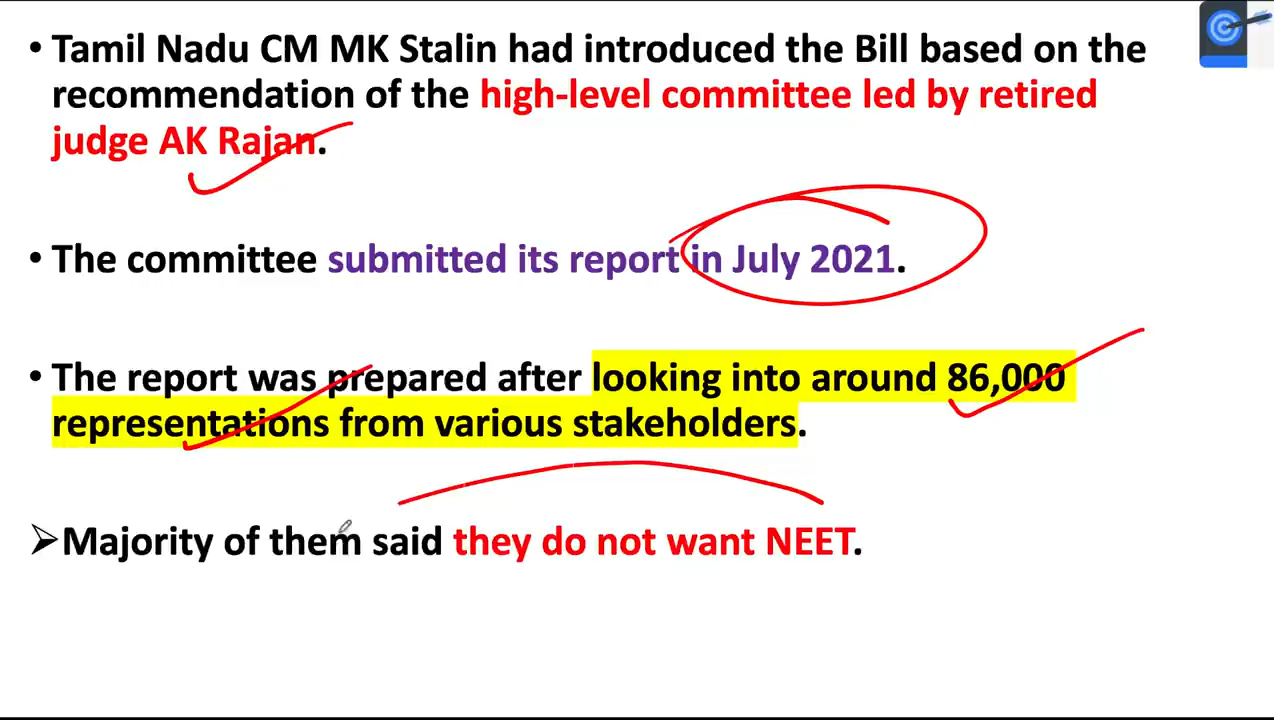 • Tamil Nadu CM MK Stalin had introduced the Bill based on the
recommendation of the high-level committee led by retired
judge AK Rajan.
• The committee submitted its report in July 2021.
• The report was prepared after looking into around 86,000
representations from various stakeholders.
➢Majority of them said they do not want NEET.